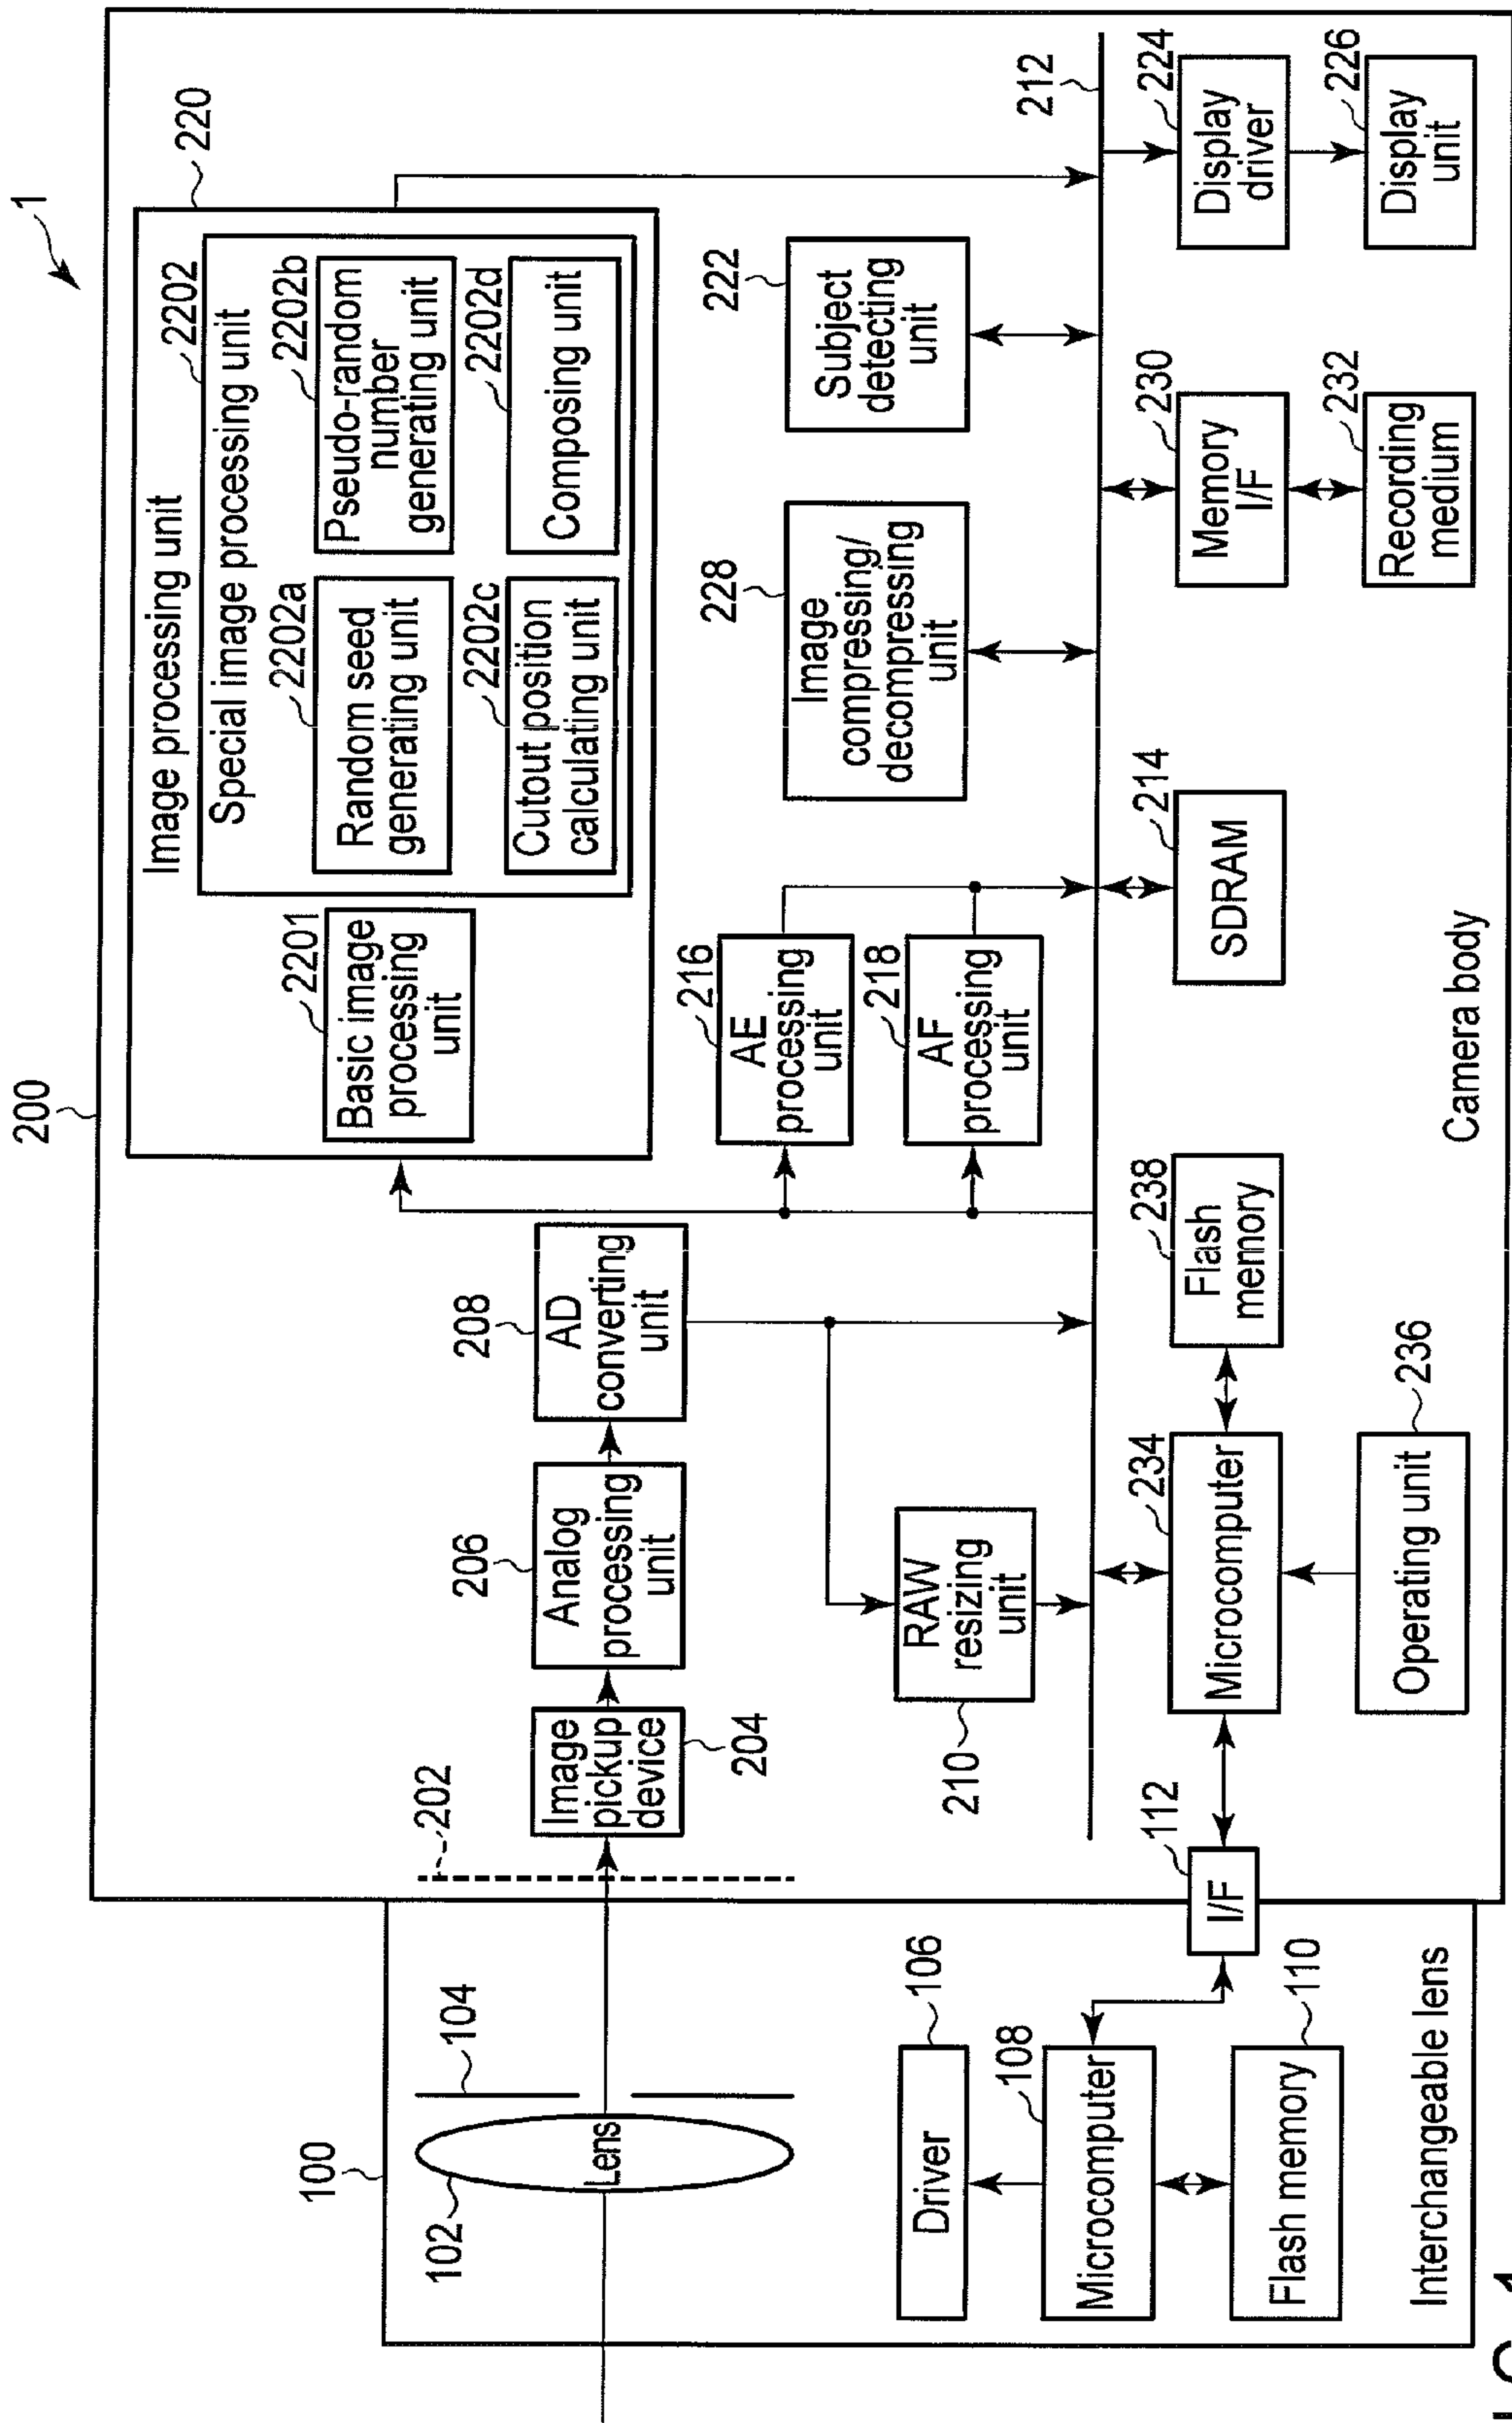 1
200
220
Image processing unit
2202
Special image processing unit
2201
Basic image
processing
unit
2202a
Random seed
generating unit
2202b
Pseudo-random
number
generating unit
2202c
Cutout position
calculating unit
2202d
Composing unit
100
102
Lens
104
202
204
Image
pickup
device
206
Analog
processing
unit
208
AD
converting
unit
216
AE
processing
unit
218
AF
processing
unit
228
Image
compressing/
decompressing
unit
222
Subject
detecting
unit
212
210
RAW
resizing
unit
106
Driver
108
Microcomputer
110
Flash memory
112
I/F
234
Microcomputer
238
Flash
memory
236
Operating unit
214
SDRAM
230
Memory
I/F
232
Recording
medium
224
Display
driver
226
Display
unit
Interchangeable lens
Camera body